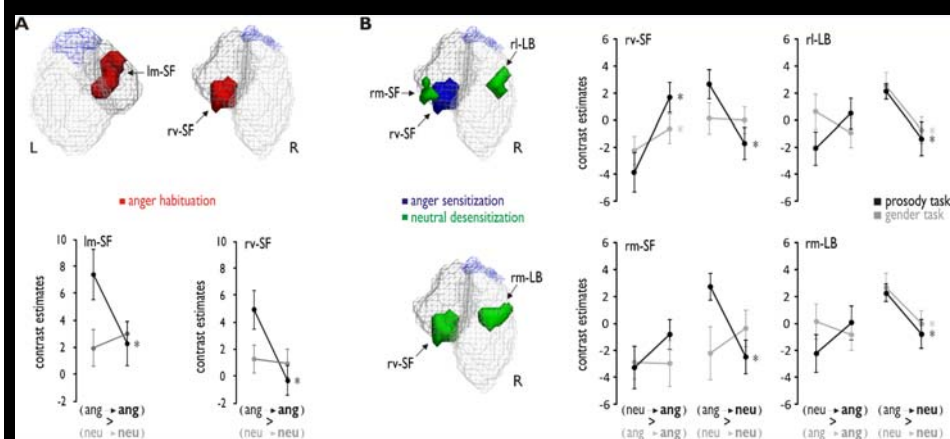 A
lm-SF
rv-SF
L
R
■ anger habituation
lm-SF
contrast estimates
10
8
6
4
2
0
-2
*
(ang ➔ ang)
>
(neu ➔ neu)
rv-SF
contrast estimates
10
8
6
4
2
0
-2
*
(ang ➔ ang)
>
(neu ➔ neu)
B
rl-LB
rm-SF
rv-SF
R
■ anger sensitization
■ neutral desensitization
rm-LB
rv-SF
R
rv-SF
contrast estimates
6
4
2
0
-2
-4
-6
*
*
*
rl-LB
6
4
2
0
-2
-4
-6
*
*
■ prosody task
■ gender task
rm-SF
contrast estimates
6
4
2
0
-2
-4
-6
*
(neu ➔ ang)
>
(ang ➔ ang)
(ang ➔ neu)
>
(neu ➔ neu)
rm-LB
6
4
2
0
-2
-4
-6
*
*
(neu ➔ ang)
>
(ang ➔ ang)
(ang ➔ neu)
>
(neu ➔ neu)